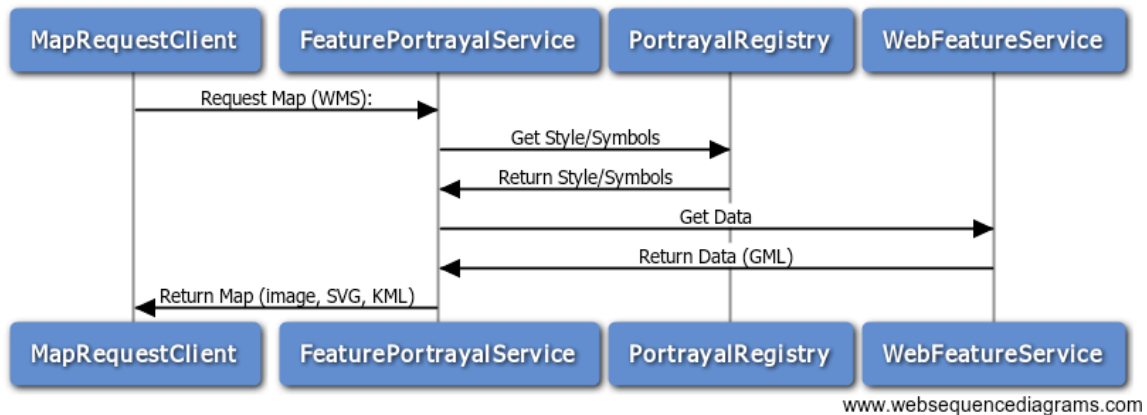 MapRequestClient FeaturePortrayalService PortrayalRegistry WebFeatureService
Request Map (WMS):
Get Style/Symbols
Return Style/Symbols
Get Data
Return Data (GML)
Return Map (image, SVG, KML)
MapRequestClient FeaturePortrayalService PortrayalRegistry WebFeatureService
www.websequencediagrams.com